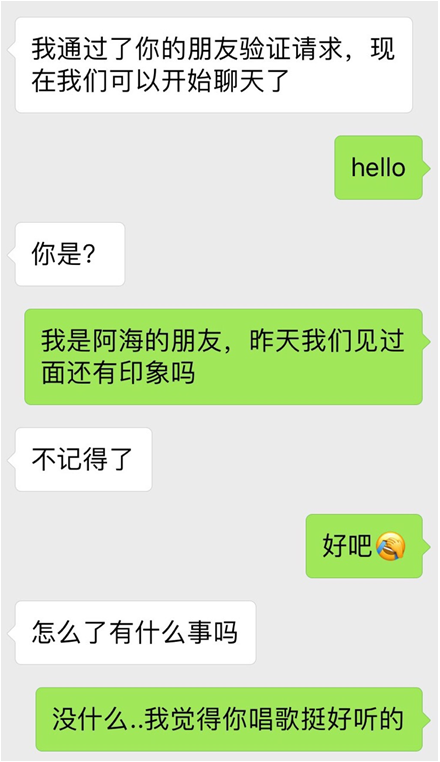 我通过了你的朋友验证请求，现
在我们可以开始聊天了
hello
你是？
我是阿海的朋友，昨天我们见过
面还有印象吗
不记得了
好吧😂
怎么了有什么事吗
没什么..我觉得你唱歌挺好听的